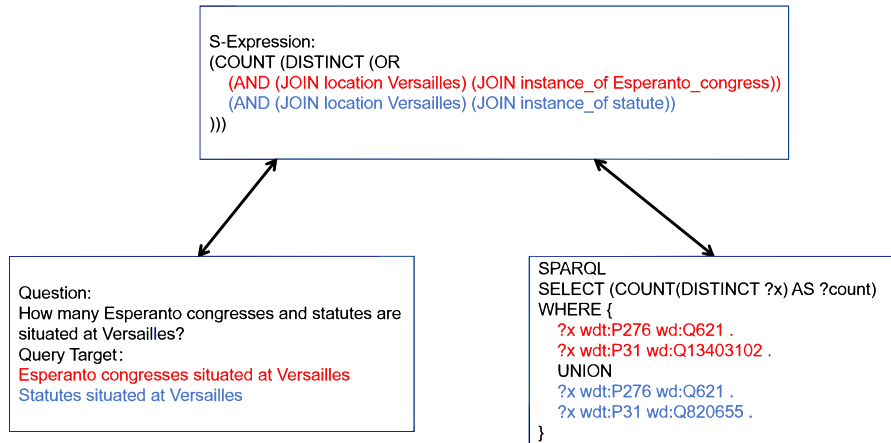 S-Expression:
(COUNT (DISTINCT (OR
(AND (JOIN location Versailles) (JOIN instance_of Esperanto_congress))
(AND (JOIN location Versailles) (JOIN instance_of statute))
)))
Question:
How many Esperanto congresses and statutes are
situated at Versailles?
Query Target:
Esperanto congresses situated at Versailles
Statutes situated at Versailles
SPARQL
SELECT (COUNT(DISTINCT ?x) AS ?count)
WHERE {
?x wdt:P276 wd:Q621 .
?x wdt:P31 wd:Q13403102 .
UNION
?x wdt:P276 wd:Q621 .
?x wdt:P31 wd:Q820655 .
}